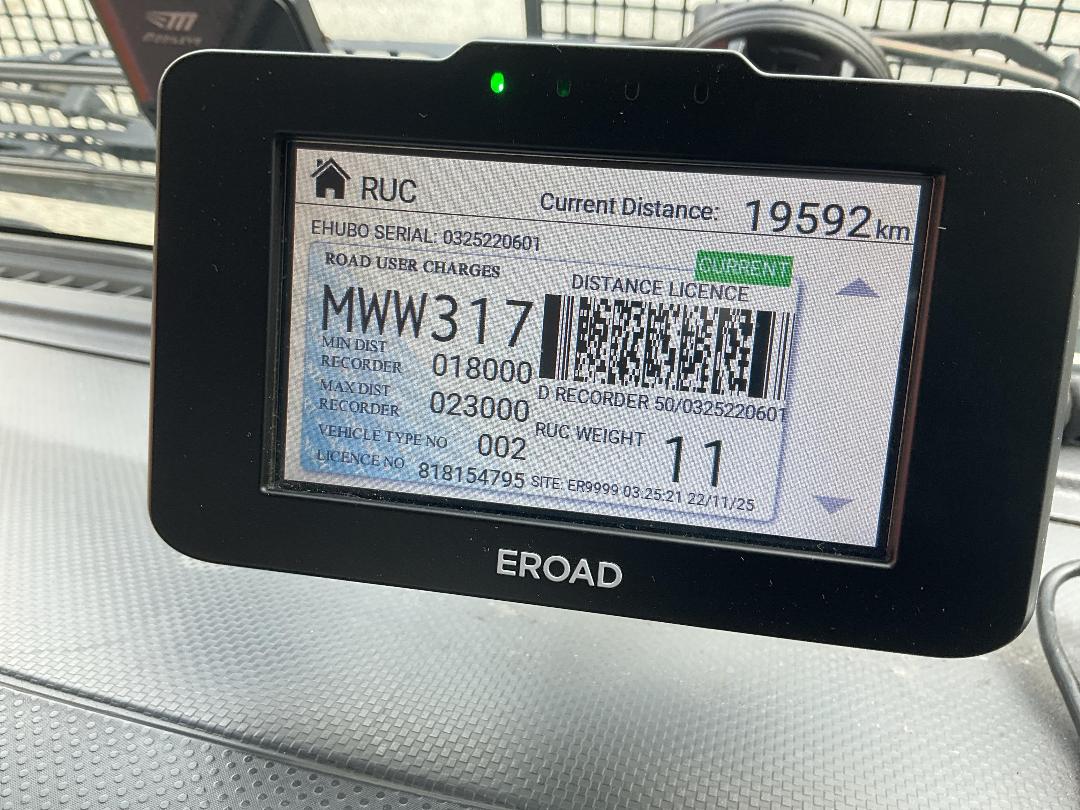 RUC
Current Distance: 19592 km
EHUBO SERIAL: 0325220601
CURRENT
ROAD USER CHARGES
DISTANCE LICENCE
MWW317
MIN DIST
RECORDER 018000
D RECORDER 50/0325220601
MAX DIST
RECORDER 023000
VEHICLE TYPE NO 002
RUC WEIGHT 11
LICENCE NO 818154795
SITE: ER9999 03:25:21 22/11/25
EROAD